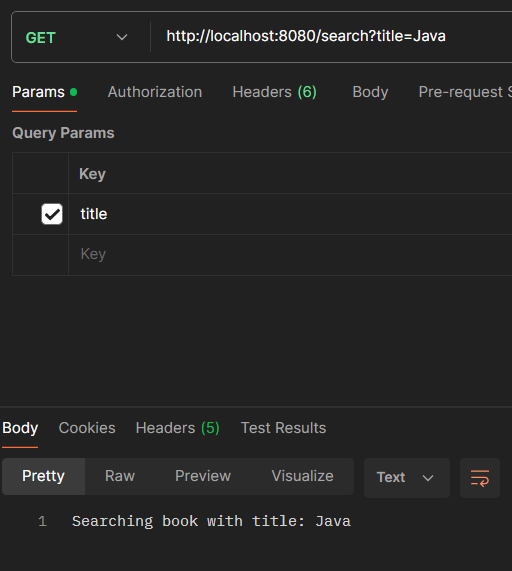 GET http://localhost:8080/search?title=Java
Params Authorization Headers (6) Body Pre-request S
Query Params
Key
title
Key
Body Cookies Headers (5) Test Results
Pretty Raw Preview Visualize Text
1 Searching book with title: Java